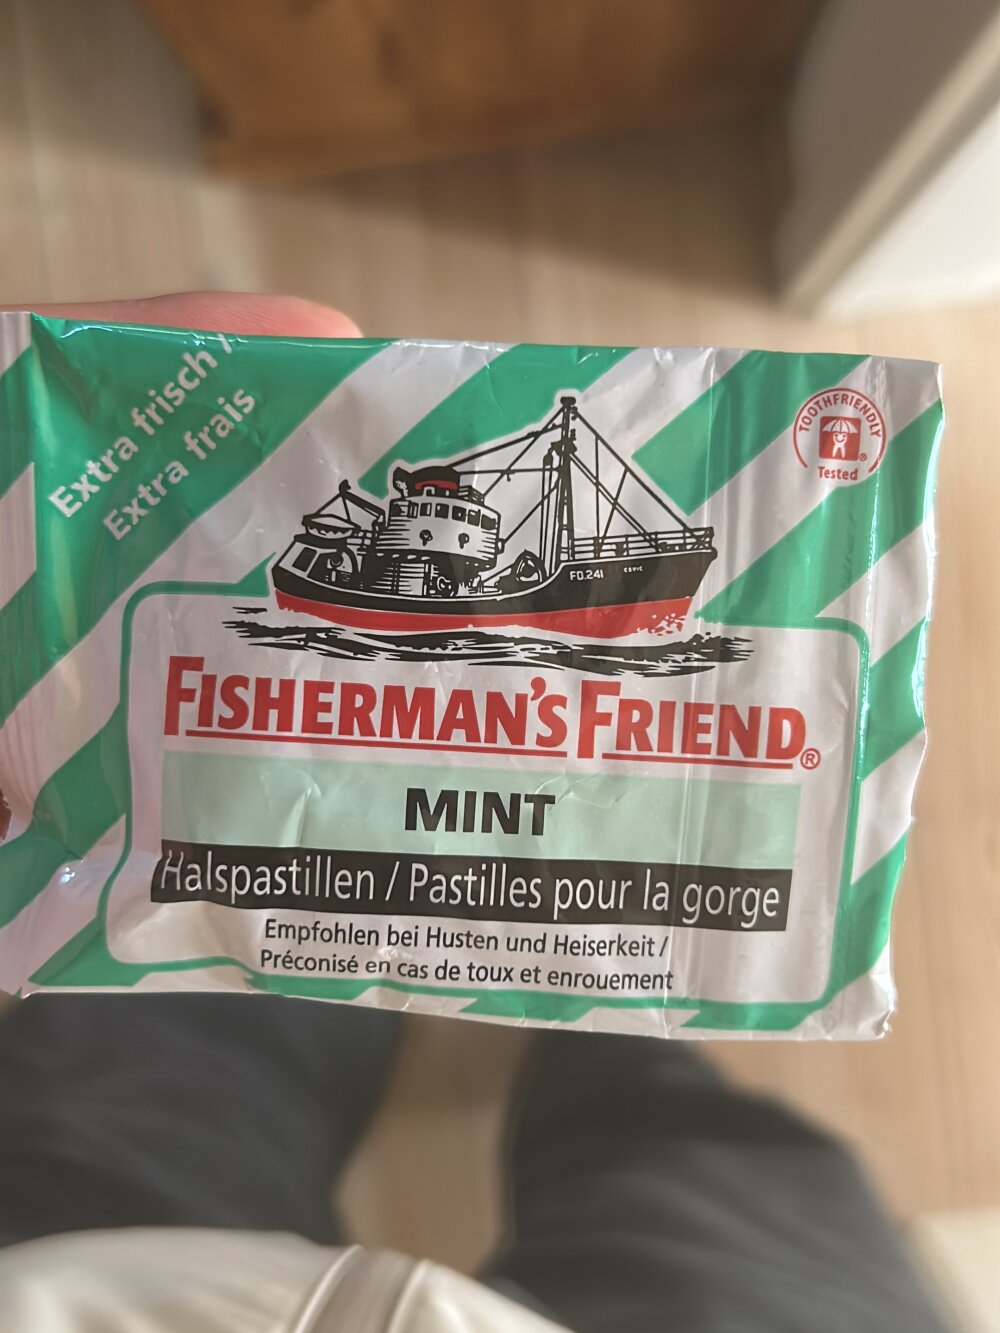 Extra frisch /
Extra frais
TOOTHFRIENDLY
®
Tested
FD.241
FISHERMAN'S FRIEND®
MINT
Halspastillen / Pastilles pour la gorge
Empfohlen bei Husten und Heiserkeit /
Préconisé en cas de toux et enrouement